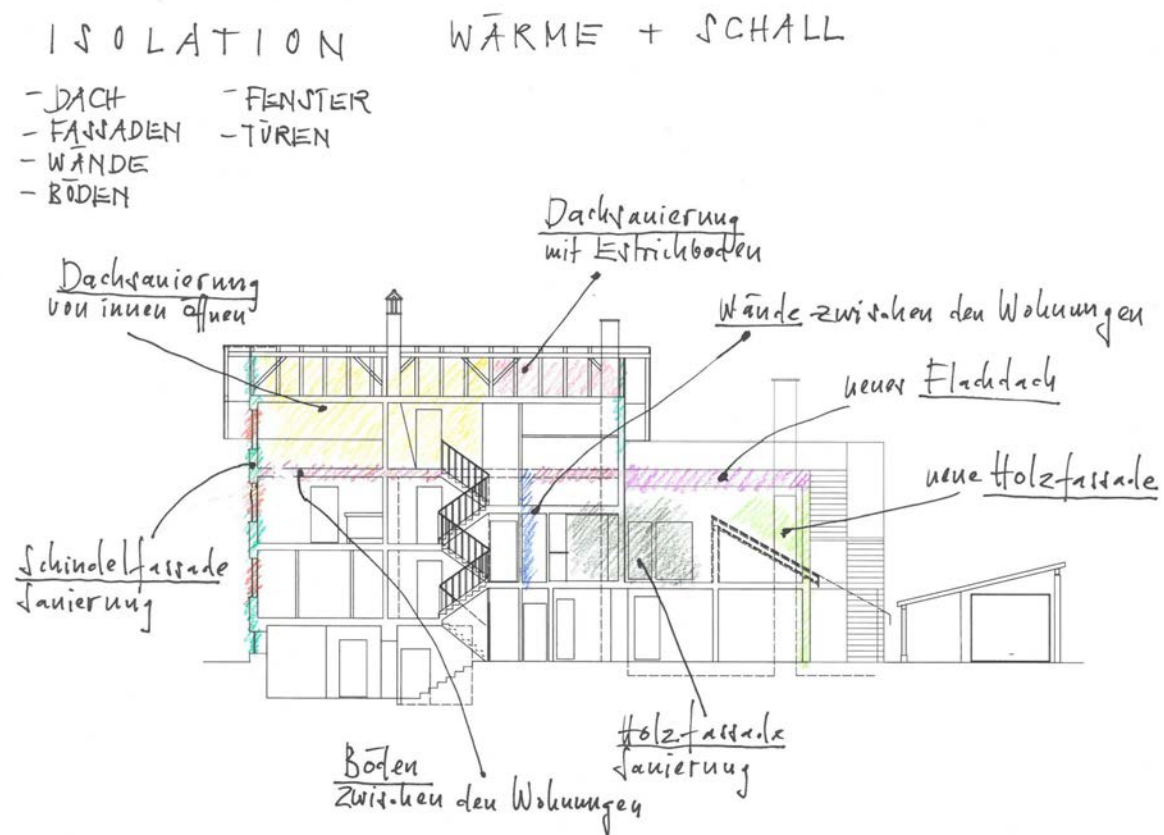 ISOLATION WÄRME + SCHALL
- DACH - FENSTER
- FASSADEN - TÜREN
- WÄNDE
- BÖDEN
Dachsanierung
mit Estrichboden
Dachsanierung
von innen öffnen
Wände zwischen den Wohnungen
neues Flachdach
neue Holzfassade
Schindelfassade
Sanierung
Holzfassade
Sanierung
Böden
zwischen den Wohnungen